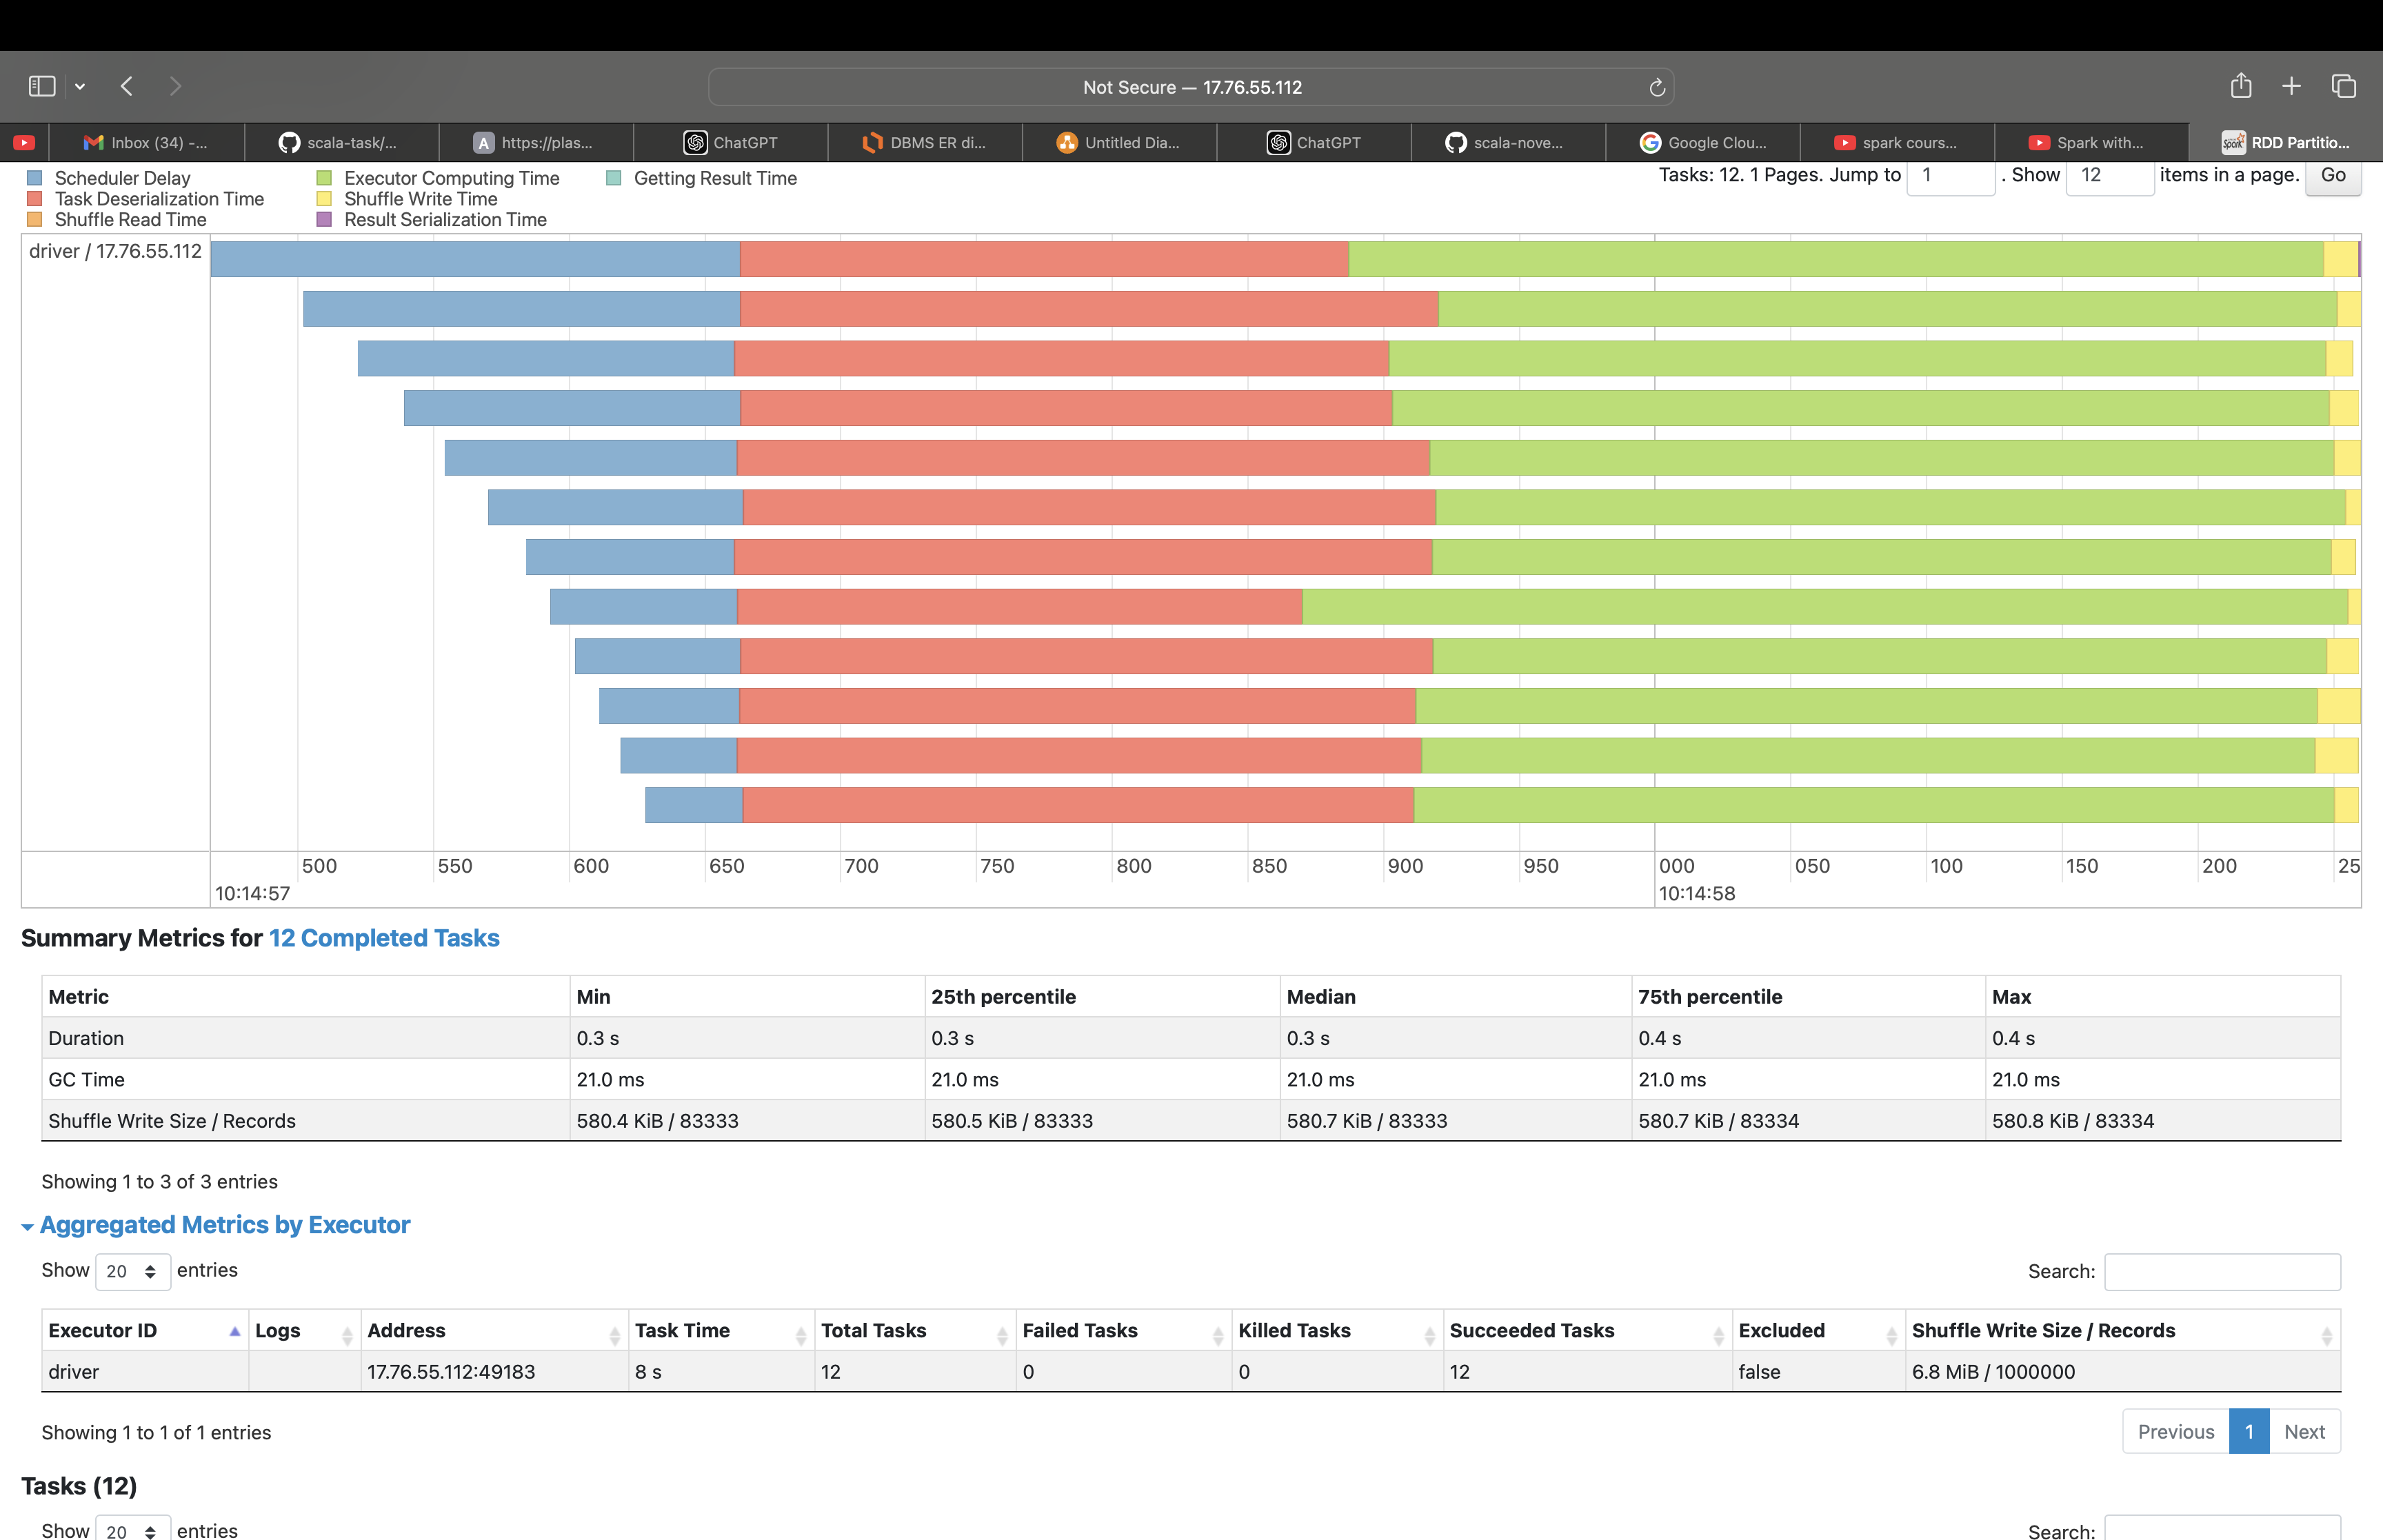 Not Secure — 17.76.55.112
Inbox (34) -...
scala-task/...
https://plas...
ChatGPT
DBMS ER di...
Untitled Dia...
ChatGPT
scala-nove...
Google Clou...
spark cours...
Spark with...
RDD Partitio...
Scheduler Delay
Task Deserialization Time
Shuffle Read Time
Executor Computing Time
Shuffle Write Time
Result Serialization Time
Getting Result Time
Tasks: 12. 1 Pages. Jump to 1 . Show 12 items in a page. Go
driver / 17.76.55.112
500 550 600 650 700 750 800 850 900 950 000 050 100 150 200 25
10:14:57 10:14:58
Summary Metrics for 12 Completed Tasks
Metric Min 25th percentile Median 75th percentile Max
Duration 0.3 s 0.3 s 0.3 s 0.4 s 0.4 s
GC Time 21.0 ms 21.0 ms 21.0 ms 21.0 ms 21.0 ms
Shuffle Write Size / Records 580.4 KiB / 83333 580.5 KiB / 83333 580.7 KiB / 83333 580.7 KiB / 83334 580.8 KiB / 83334
Showing 1 to 3 of 3 entries
Aggregated Metrics by Executor
Show 20 entries Search:
Executor ID Logs Address Task Time Total Tasks Failed Tasks Killed Tasks Succeeded Tasks Excluded Shuffle Write Size / Records
driver 17.76.55.112:49183 8 s 12 0 0 12 false 6.8 MiB / 1000000
Showing 1 to 1 of 1 entries Previous 1 Next
Tasks (12)
Show 20 entries Search: